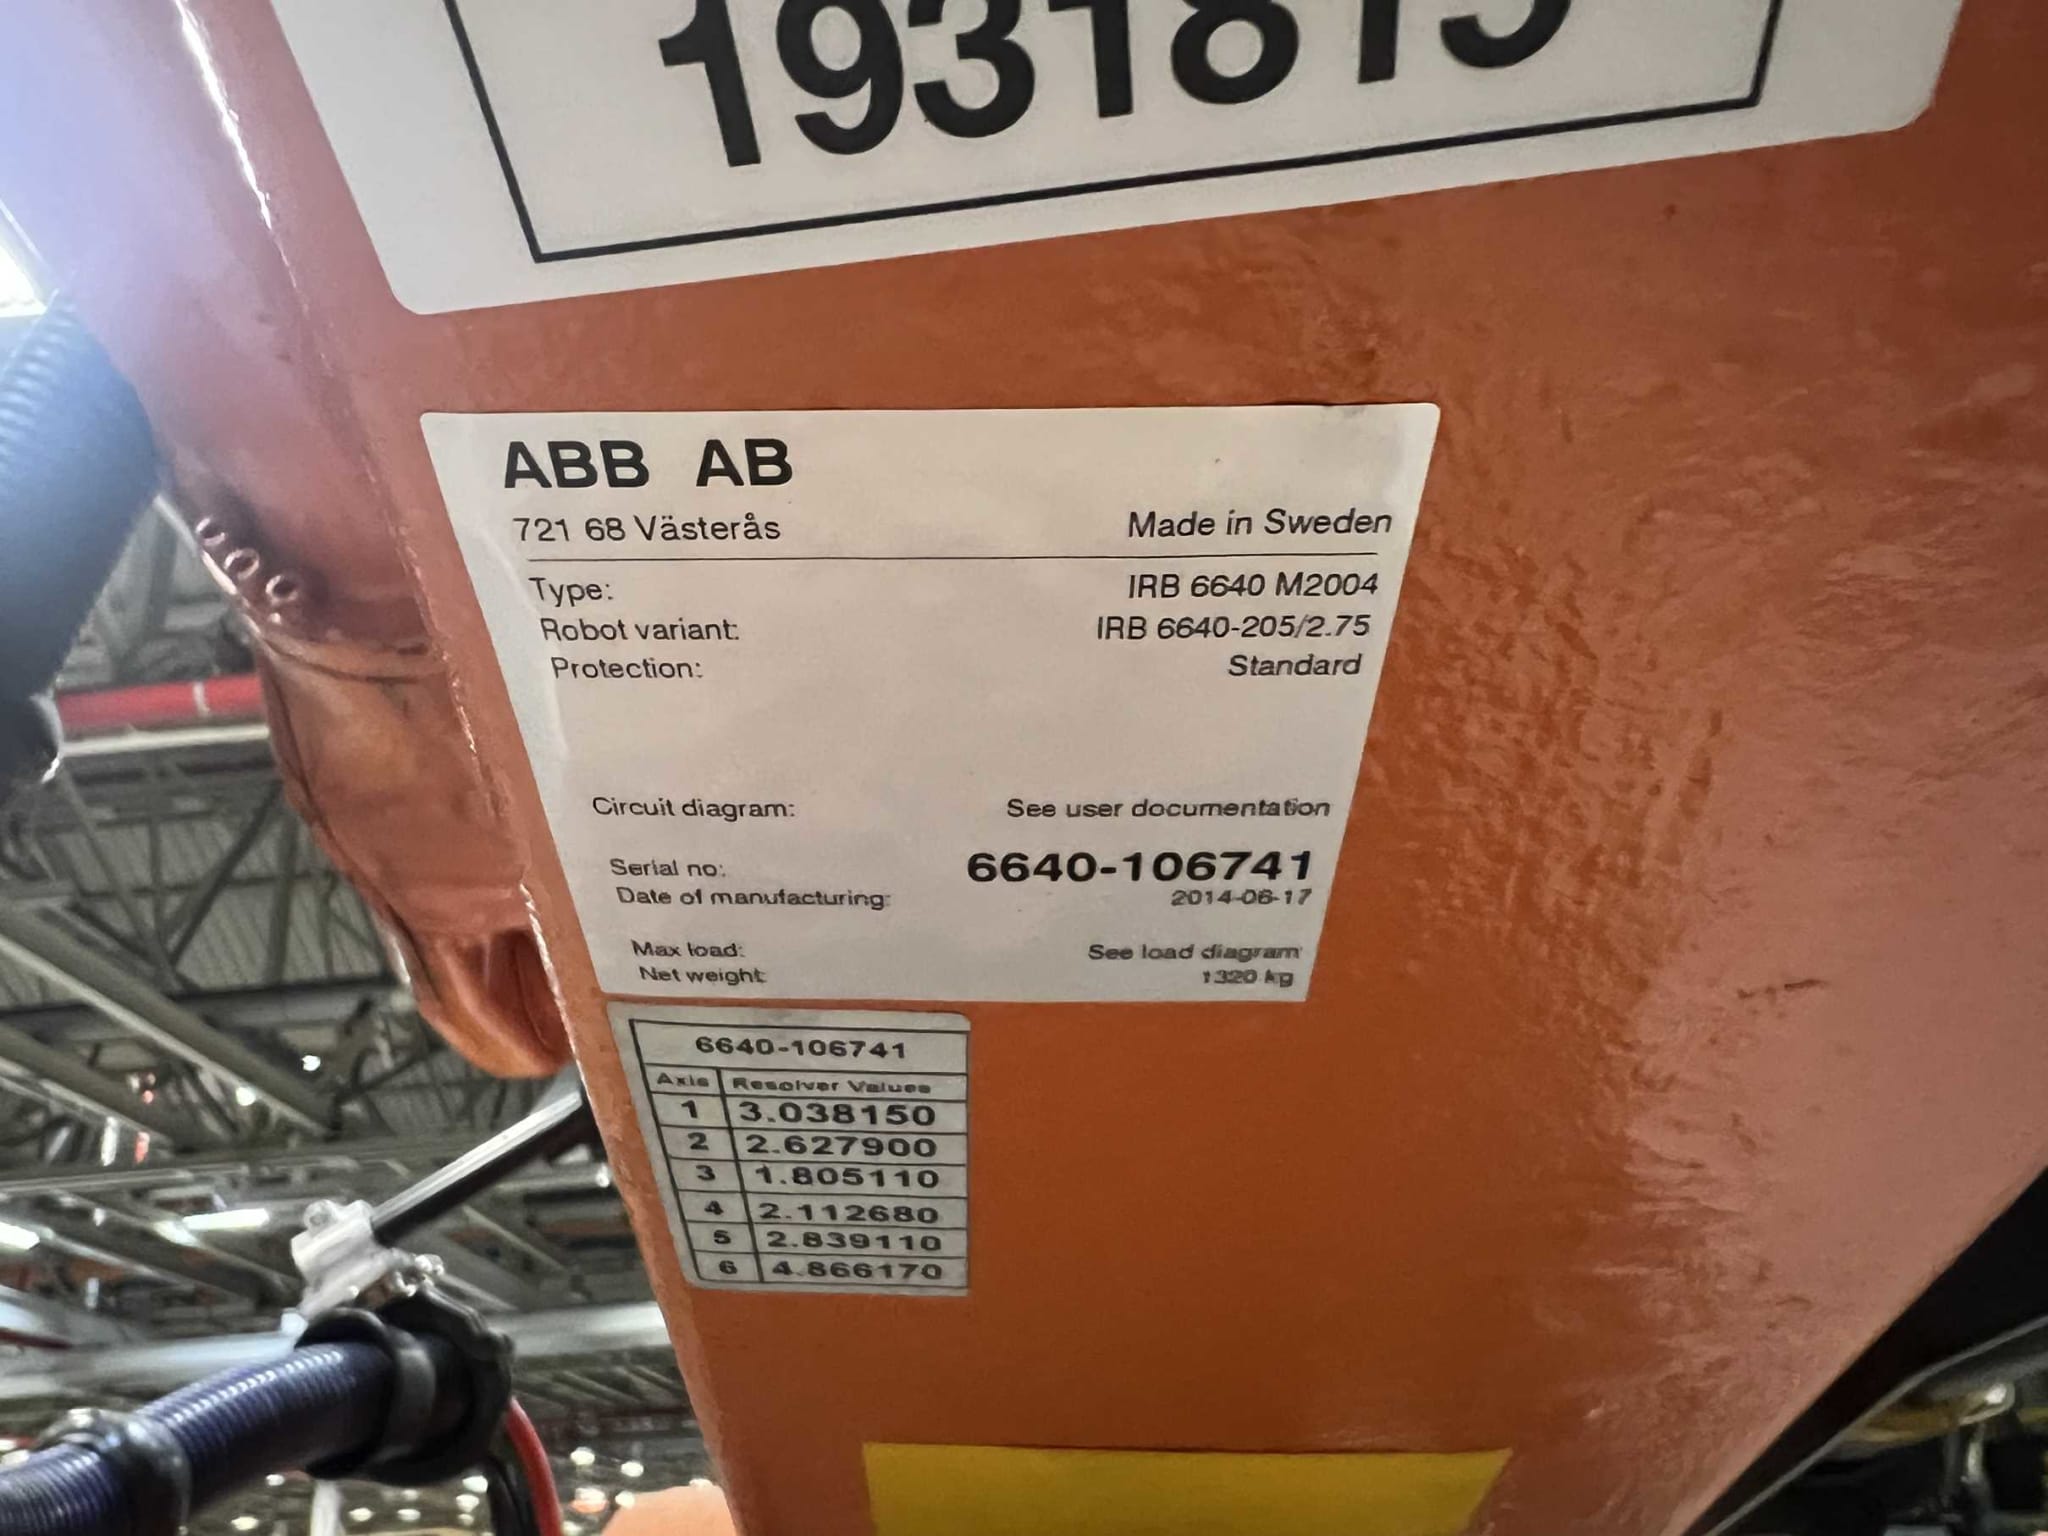 1931815
ABB AB
721 68 Västerås Made in Sweden
Type: IRB 6640 M2004
Robot variant: IRB 6640-205/2.75
Protection: Standard
Circuit diagram: See user documentation
Serial no: 6640-106741
Date of manufacturing: 2014-06-17
Max load: See load diagram
Net weight: 1320 kg
6640-106741
Axis Resolver Values
1 3.038150
2 2.627900
3 1.805110
4 2.112680
5 2.839110
6 4.866170